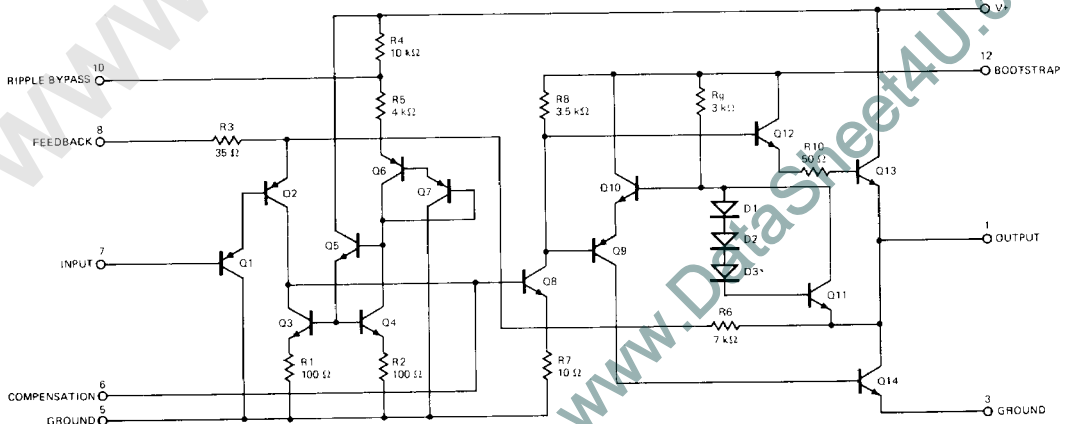 V+
R4
10 kΩ
RIPPLE BYPASS 10
12
BOOTSTRAP
R5
4 kΩ
R8
3.5 kΩ
R9
3 kΩ
FEEDBACK 8
R3
35 Ω
Q12
R10
50 Ω
Q13
Q6
Q7
Q2
Q10
D1
1
OUTPUT
INPUT 7
Q1
Q5
Q9
D2
D3
Q8
Q11
Q3
Q4
R6
7 kΩ
R1
100 Ω
R2
100 Ω
R7
10 Ω
Q14
COMPENSATION 6
GROUND 5
3
GROUND
www.DataSheet4U.c
WW